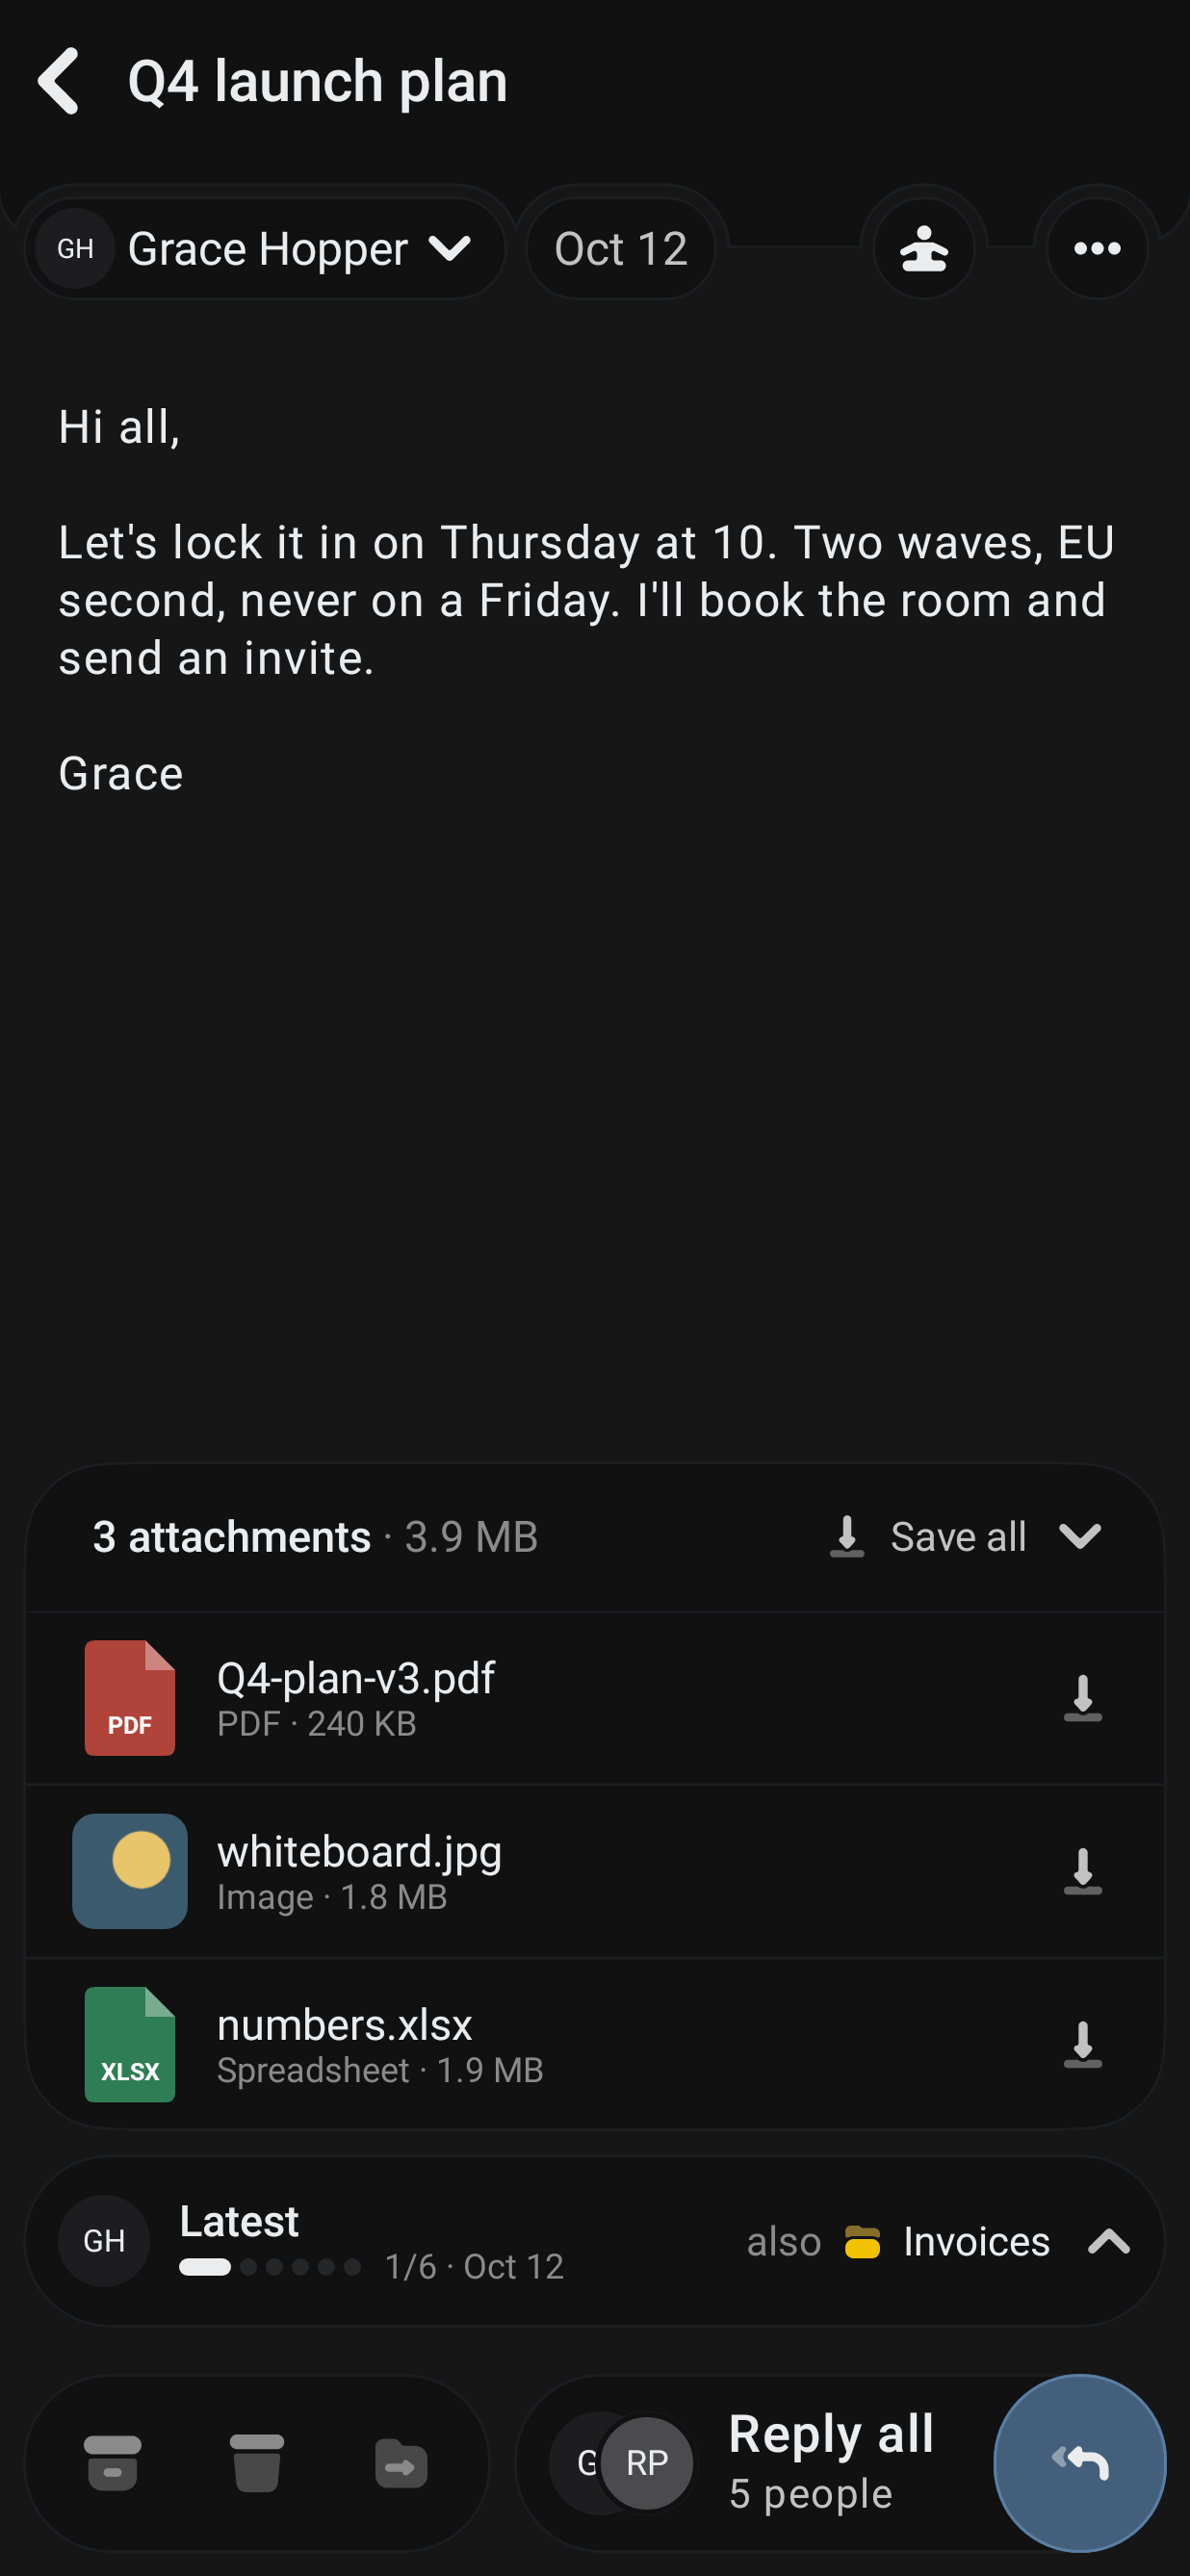 Q4 launch plan
GH Grace Hopper Oct 12
Hi all,
Let's lock it in on Thursday at 10. Two waves, EU
second, never on a Friday. I'll book the room and
send an invite.
Grace
3 attachments · 3.9 MB Save all
Q4-plan-v3.pdf
PDF PDF · 240 KB
whiteboard.jpg
Image · 1.8 MB
numbers.xlsx
XLSX Spreadsheet · 1.9 MB
GH Latest also Invoices
1/6 · Oct 12
G RP Reply all
5 people